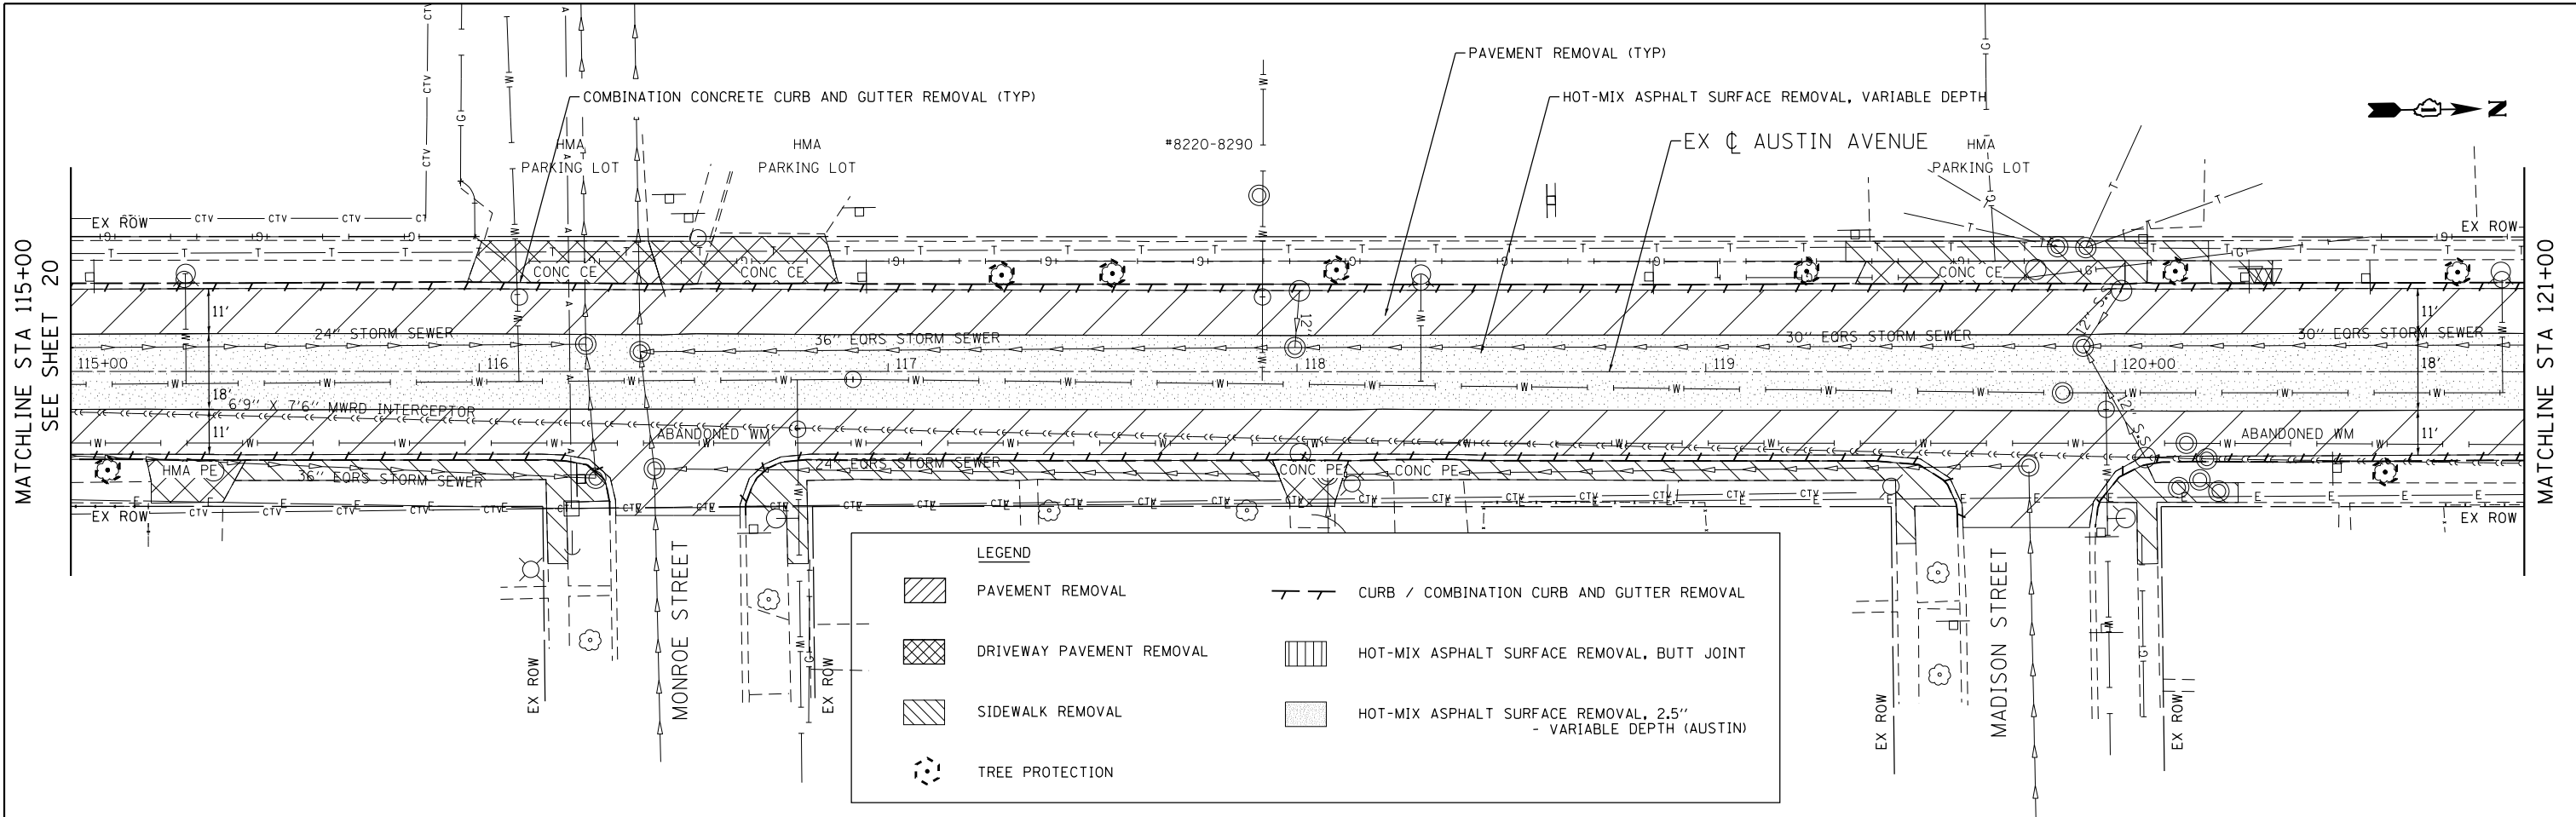 PAVEMENT REMOVAL (TYP)
COMBINATION CONCRETE CURB AND GUTTER REMOVAL (TYP)
HOT-MIX ASPHALT SURFACE REMOVAL, VARIABLE DEPTH
N
EX ℄ AUSTIN AVENUE
HMA
PARKING LOT
HMA
PARKING LOT
#8220-8290
HMA
PARKING LOT
MATCHLINE STA 115+00
SEE SHEET 20
MATCHLINE STA 121+00
EX ROW
EX ROW
CONC CE
CONC CE
CONC CE
11'
11'
24" STORM SEWER
36" EQRS STORM SEWER
12"
30" EQRS STORM SEWER
12" S.S.
30" EQRS STORM SEWER
115+00
116
117
118
119
120+00
18'
18'
6'9" X 7'6" MWRD INTERCEPTOR
12" S.S.
11'
11'
ABANDONED WM
ABANDONED WM
HMA PE
36" EQRS STORM SEWER
24" EQRS STORM SEWER
CONC PE
CONC PE
EX ROW
EX ROW
EX ROW
MONROE STREET
EX ROW
EX ROW
MADISON STREET
EX ROW
LEGEND
PAVEMENT REMOVAL
CURB / COMBINATION CURB AND GUTTER REMOVAL
DRIVEWAY PAVEMENT REMOVAL
HOT-MIX ASPHALT SURFACE REMOVAL, BUTT JOINT
SIDEWALK REMOVAL
HOT-MIX ASPHALT SURFACE REMOVAL, 2.5"
- VARIABLE DEPTH (AUSTIN)
TREE PROTECTION